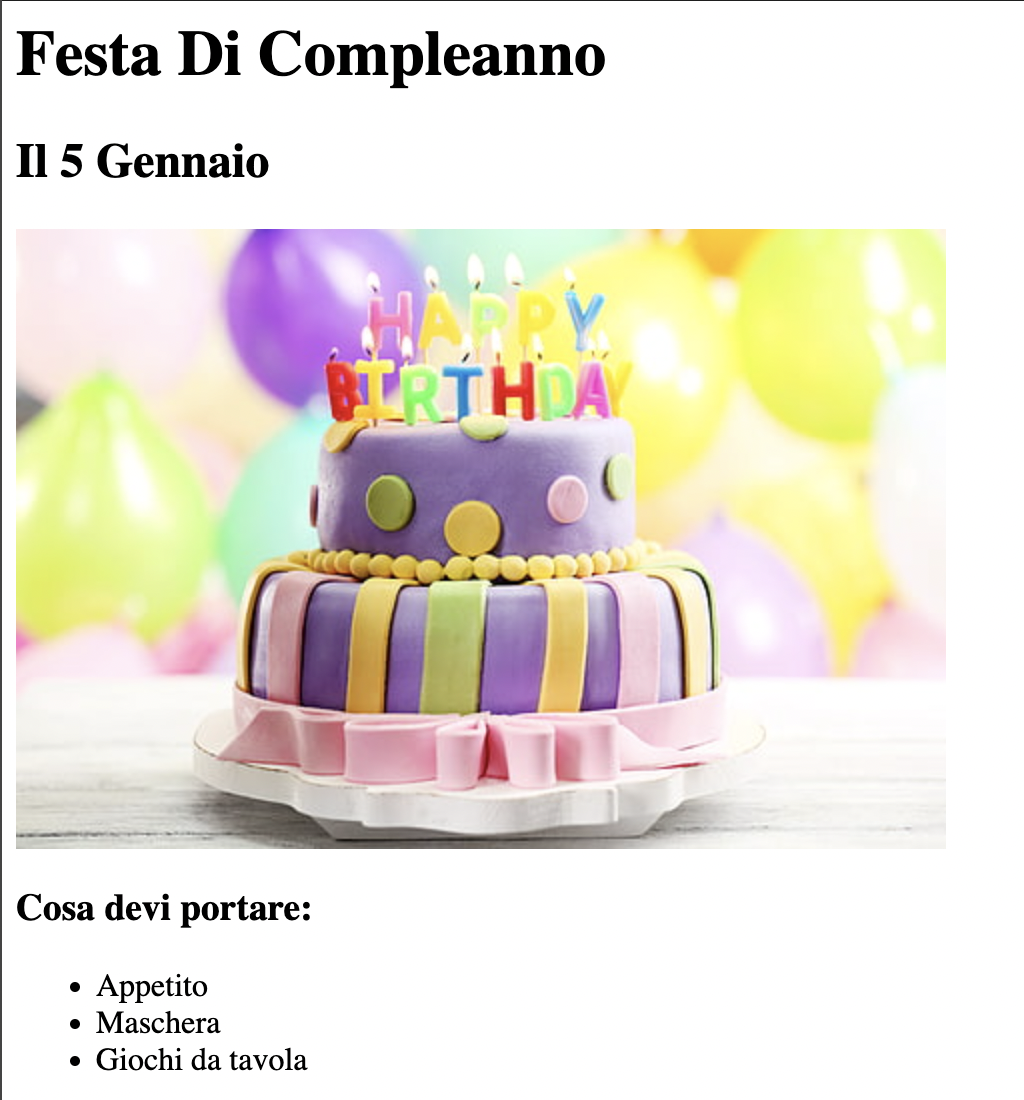 Festa Di Compleanno
Il 5 Gennaio
HAPPY
BIRTHDAY
Cosa devi portare:
Appetito
Maschera
Giochi da tavola